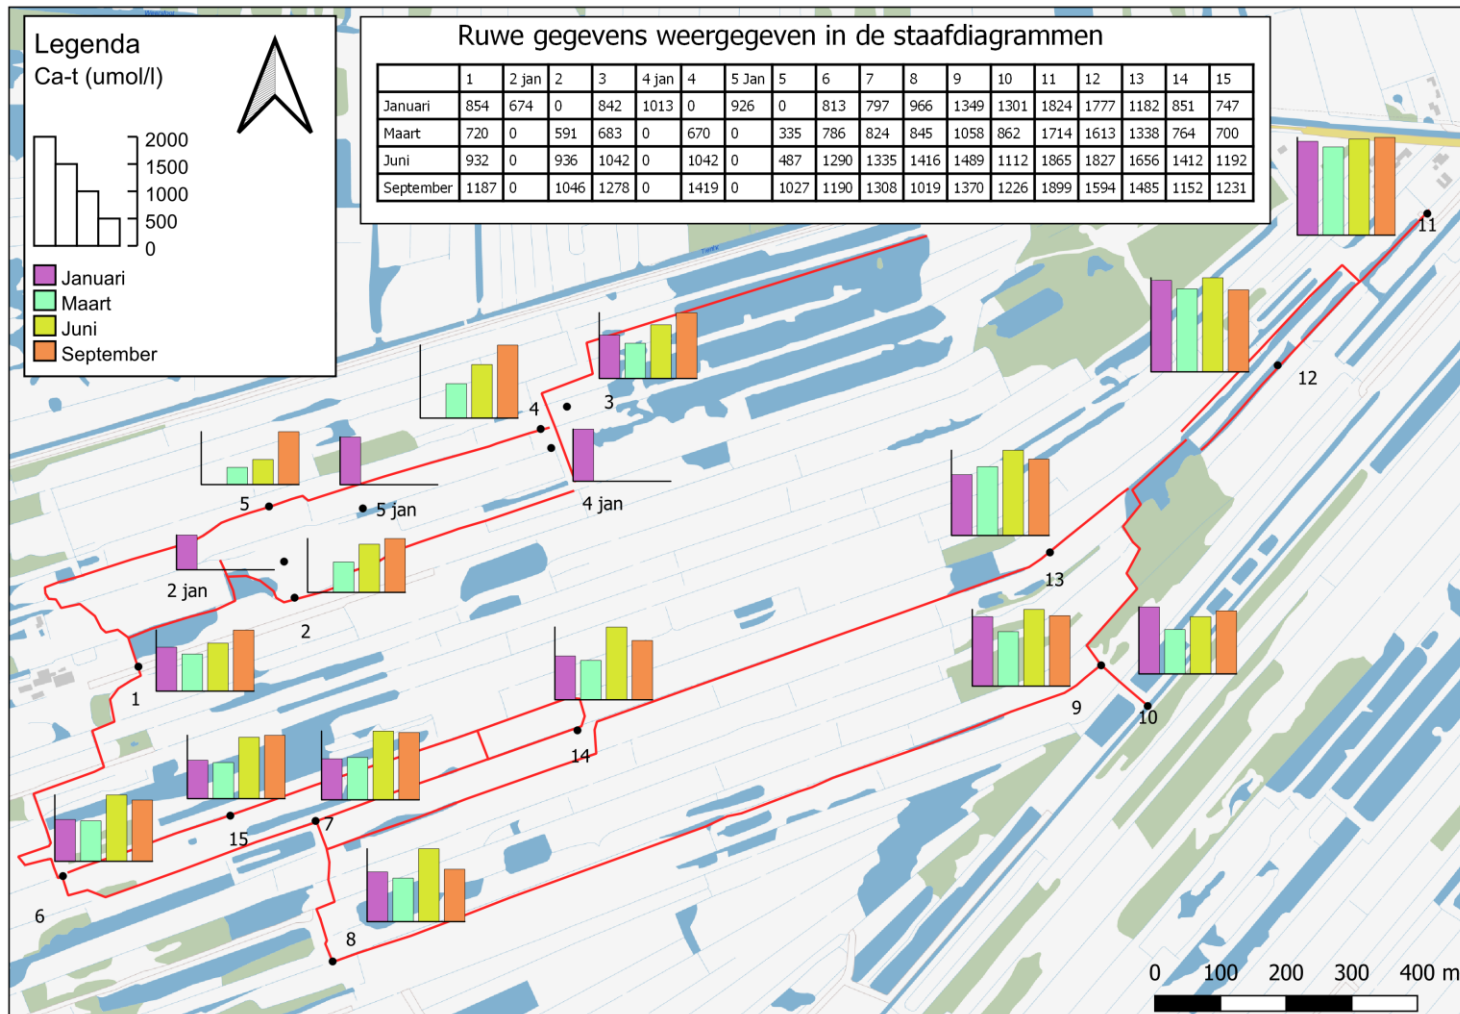 Legenda
Ca-t (umol/l)
2000
1500
1000
500
0
Januari
Maart
Juni
September
Ruwe gegevens weergegeven in de staafdiagrammen
1 2 jan 2 3 4 jan 4 5 Jan 5 6 7 8 9 10 11 12 13 14 15
Januari 854 674 0 842 1013 0 926 0 813 797 966 1349 1301 1824 1777 1182 851 747
Maart 720 0 591 683 0 670 0 335 786 824 845 1058 862 1714 1613 1338 764 700
Juni 932 0 936 1042 0 1042 0 487 1290 1335 1416 1489 1112 1865 1827 1656 1412 1192
September 1187 0 1046 1278 0 1419 0 1027 1190 1308 1019 1370 1226 1899 1594 1485 1152 1231
11
12
3
4
4 jan
5
5 jan
2 jan
2
13
1
9
10
14
15
7
6
8
0 100 200 300 400 m